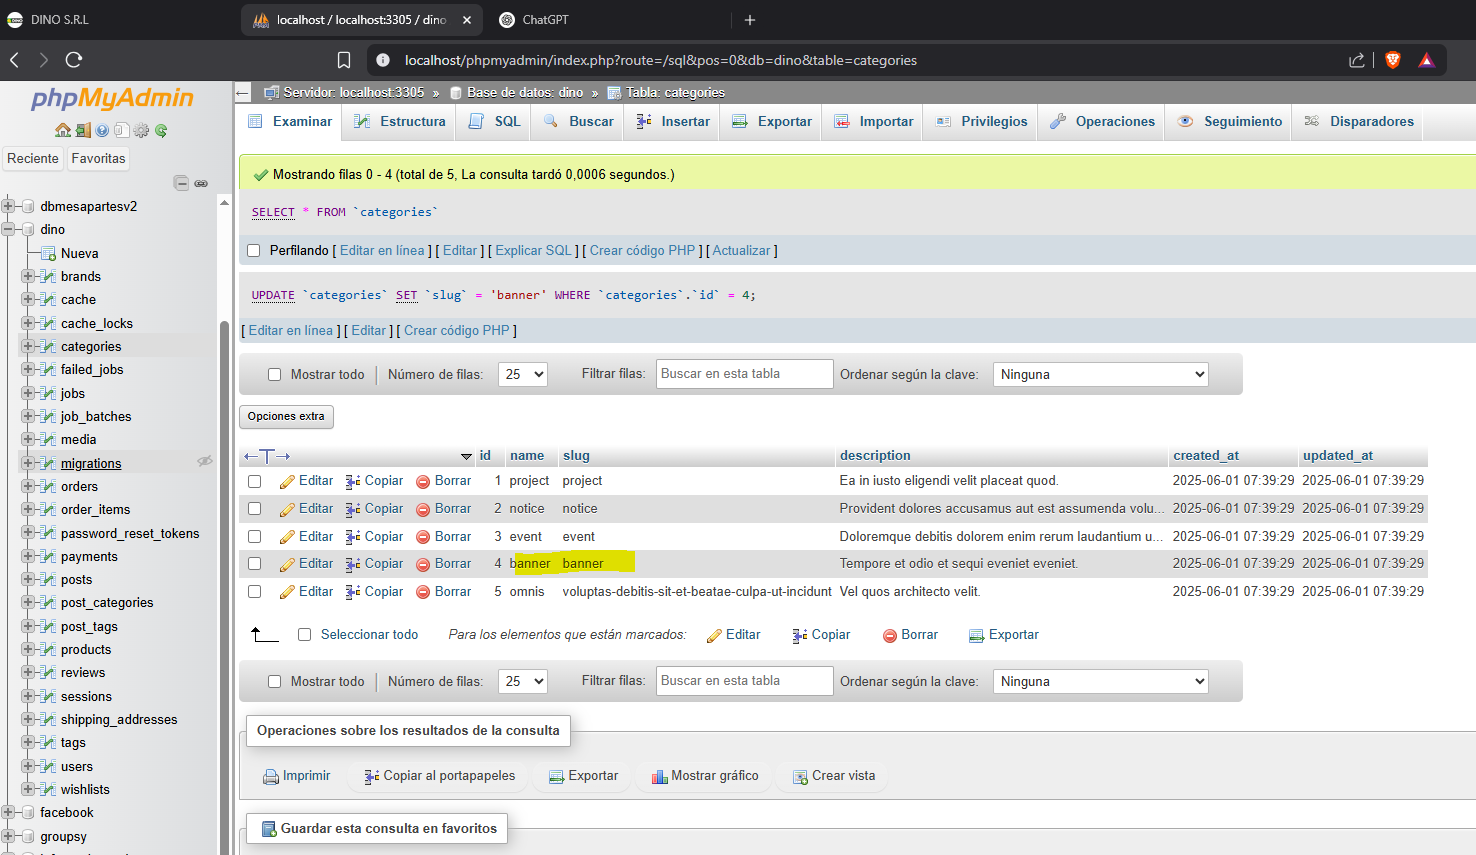 DINO S.R.L
localhost / localhost:3305 / dino
ChatGPT
localhost/phpmyadmin/index.php?route=/sql&pos=0&db=dino&table=categories
phpMyAdmin
Reciente
Favoritas
dbmesapartesv2
dino
Nueva
brands
cache
cache_locks
categories
failed_jobs
jobs
job_batches
media
migrations
orders
order_items
password_reset_tokens
payments
posts
post_categories
post_tags
products
reviews
sessions
shipping_addresses
tags
users
wishlists
facebook
groupsy
Servidor: localhost:3305 » Base de datos: dino » Tabla: categories
Examinar Estructura SQL Buscar Insertar Exportar Importar Privilegios Operaciones Seguimiento Disparadores
Mostrando filas 0 - 4 (total de 5, La consulta tardó 0,0006 segundos.)
SELECT * FROM `categories`
Perfilando [ Editar en línea ] [ Editar ] [ Explicar SQL ] [ Crear código PHP ] [ Actualizar ]
UPDATE `categories` SET `slug` = 'banner' WHERE `categories`.`id` = 4;
[ Editar en línea ] [ Editar ] [ Crear código PHP ]
Mostrar todo Número de filas: 25 Filtrar filas: Buscar en esta tabla Ordenar según la clave: Ninguna
Opciones extra
id name slug description created_at updated_at
Editar Copiar Borrar 1 project project Ea in iusto eligendi velit placeat quod. 2025-06-01 07:39:29 2025-06-01 07:39:29
Editar Copiar Borrar 2 notice notice Provident dolores accusamus aut est assumenda volu... 2025-06-01 07:39:29 2025-06-01 07:39:29
Editar Copiar Borrar 3 event event Doloremque debitis dolorem enim rerum laudantium u... 2025-06-01 07:39:29 2025-06-01 07:39:29
Editar Copiar Borrar 4 banner banner Tempore et odio et sequi eveniet eveniet. 2025-06-01 07:39:29 2025-06-01 07:39:29
Editar Copiar Borrar 5 omnis voluptas-debitis-sit-et-beatae-culpa-ut-incidunt Vel quos architecto velit. 2025-06-01 07:39:29 2025-06-01 07:39:29
Seleccionar todo Para los elementos que están marcados: Editar Copiar Borrar Exportar
Mostrar todo Número de filas: 25 Filtrar filas: Buscar en esta tabla Ordenar según la clave: Ninguna
Operaciones sobre los resultados de la consulta
Imprimir Copiar al portapapeles Exportar Mostrar gráfico Crear vista
Guardar esta consulta en favoritos